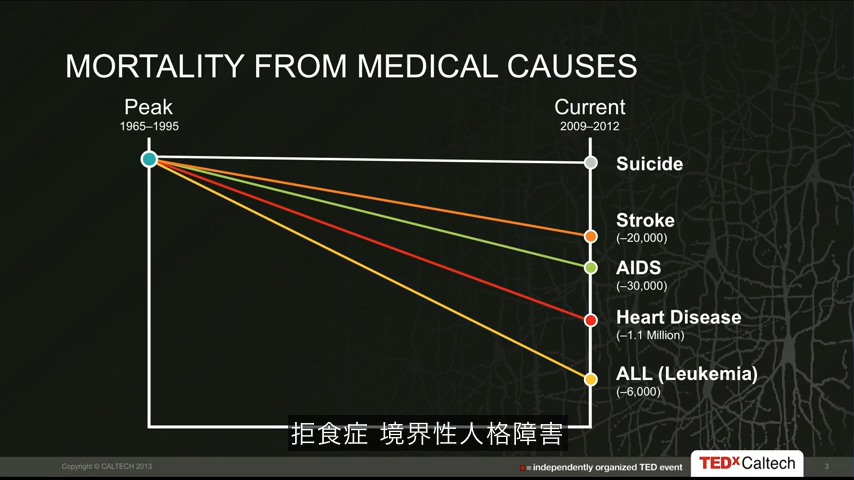 MORTALITY FROM MEDICAL CAUSES
Peak
1965–1995
Current
2009–2012
Suicide
Stroke
(–20,000)
AIDS
(–30,000)
Heart Disease
(–1.1 Million)
ALL (Leukemia)
(–6,000)
拒食症 境界性人格障害
Copyright © CALTECH 2013
x = independently organized TED event
TEDxCaltech
3